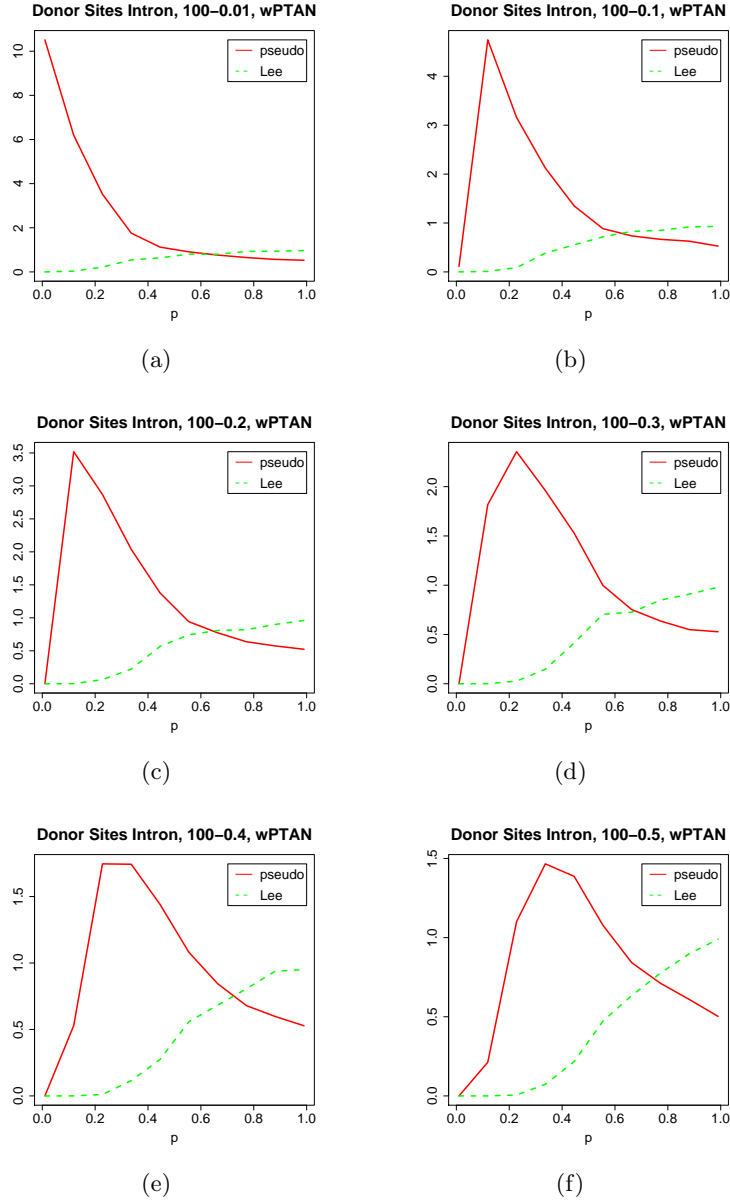 Donor Sites Intron, 100−0.01, wPTAN
pseudo
Lee
0 2 4 6 8 10
0.0 0.2 0.4 0.6 0.8 1.0
p
(a)
Donor Sites Intron, 100−0.1, wPTAN
pseudo
Lee
0 1 2 3 4
0.0 0.2 0.4 0.6 0.8 1.0
p
(b)
Donor Sites Intron, 100−0.2, wPTAN
pseudo
Lee
0.0 0.5 1.0 1.5 2.0 2.5 3.0 3.5
0.0 0.2 0.4 0.6 0.8 1.0
p
(c)
Donor Sites Intron, 100−0.3, wPTAN
pseudo
Lee
0.0 0.5 1.0 1.5 2.0
0.0 0.2 0.4 0.6 0.8 1.0
p
(d)
Donor Sites Intron, 100−0.4, wPTAN
pseudo
Lee
0.0 0.5 1.0 1.5
0.0 0.2 0.4 0.6 0.8 1.0
p
(e)
Donor Sites Intron, 100−0.5, wPTAN
pseudo
Lee
0.0 0.5 1.0 1.5
0.0 0.2 0.4 0.6 0.8 1.0
p
(f)